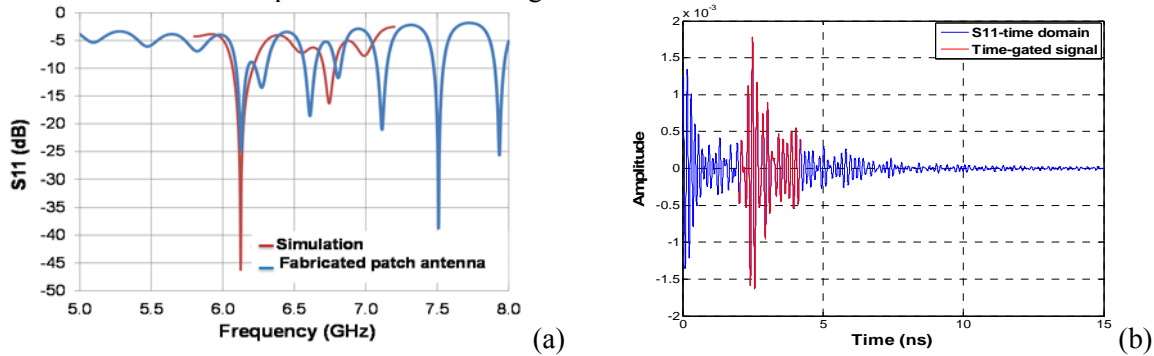 0
-5
-10
-15
-20
-25
-30
-35
-40
-45
-50
S11 (dB)
5.0 5.5 6.0 6.5 7.0 7.5 8.0
Frequency (GHz)
Simulation
Fabricated patch antenna
(a)
x 10⁻³
2
1.5
1
0.5
0
-0.5
-1
-1.5
-2
Amplitude
0 5 10 15
Time (ns)
S11-time domain
Time-gated signal
(b)